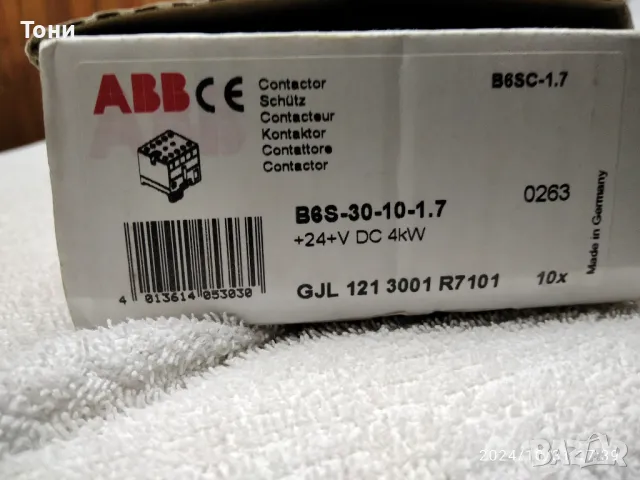 Тони
ABB CE
Contactor
Schütz
Contacteur
Kontaktor
Contattore
Contactor
B6SC-1.7
B6S-30-10-1.7
+24+V DC 4kW
0263
Made in Germany
GJL 121 3001 R7101
10x
4 013614 053030